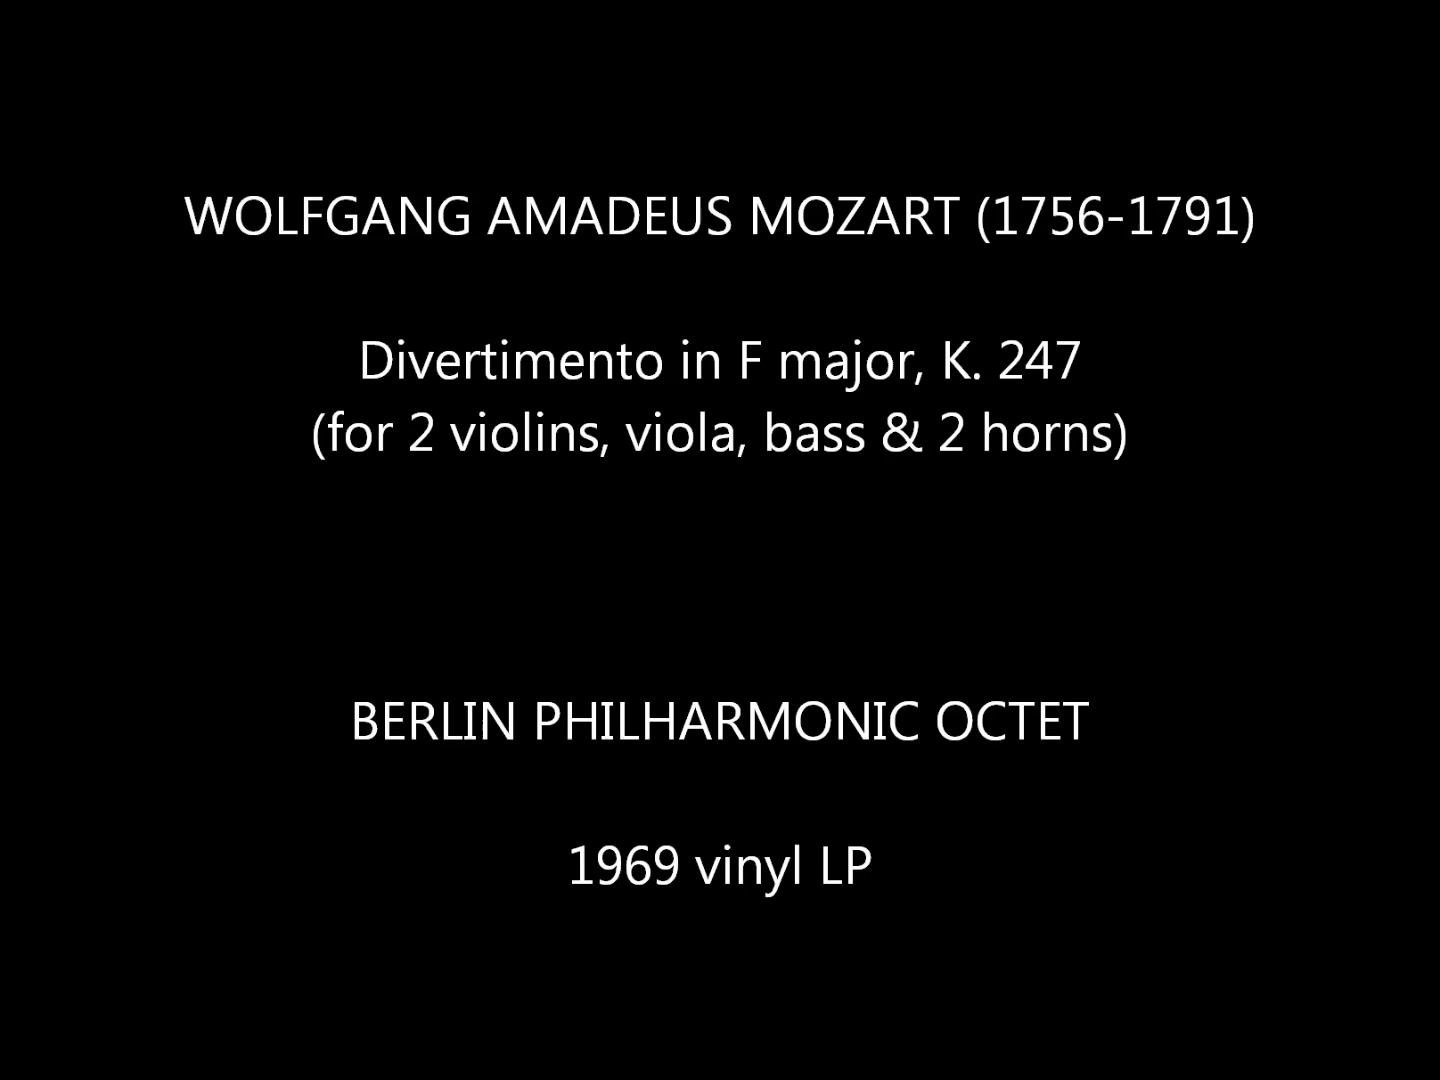 WOLFGANG AMADEUS MOZART (1756-1791)
Divertimento in F major, K. 247
(for 2 violins, viola, bass & 2 horns)
BERLIN PHILHARMONIC OCTET
1969 vinyl LP